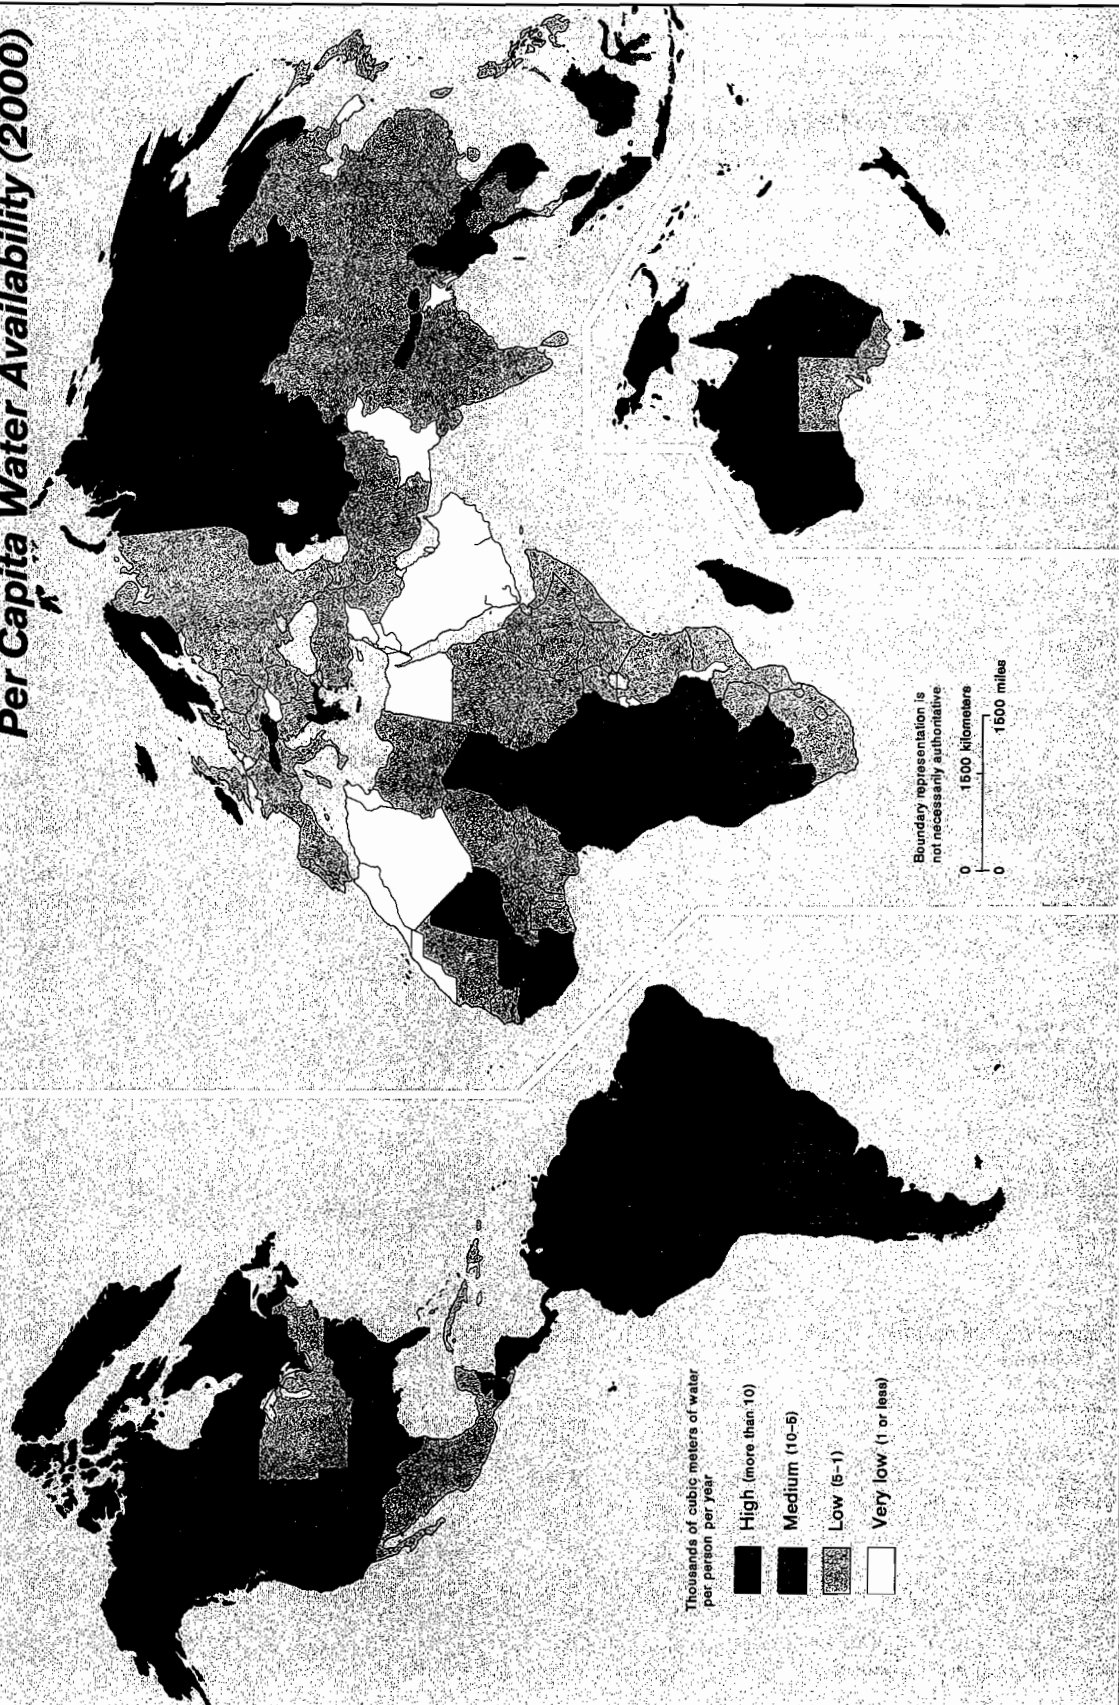 Per Capita Water Availability (2000)
Boundary representation is
not necessarily authoritative
0 1500 kilometers
0 1500 miles
Thousands of cubic meters of water
per person per year
High (more than 10)
Medium (10–5)
Low (5–1)
Very low (1 or less)